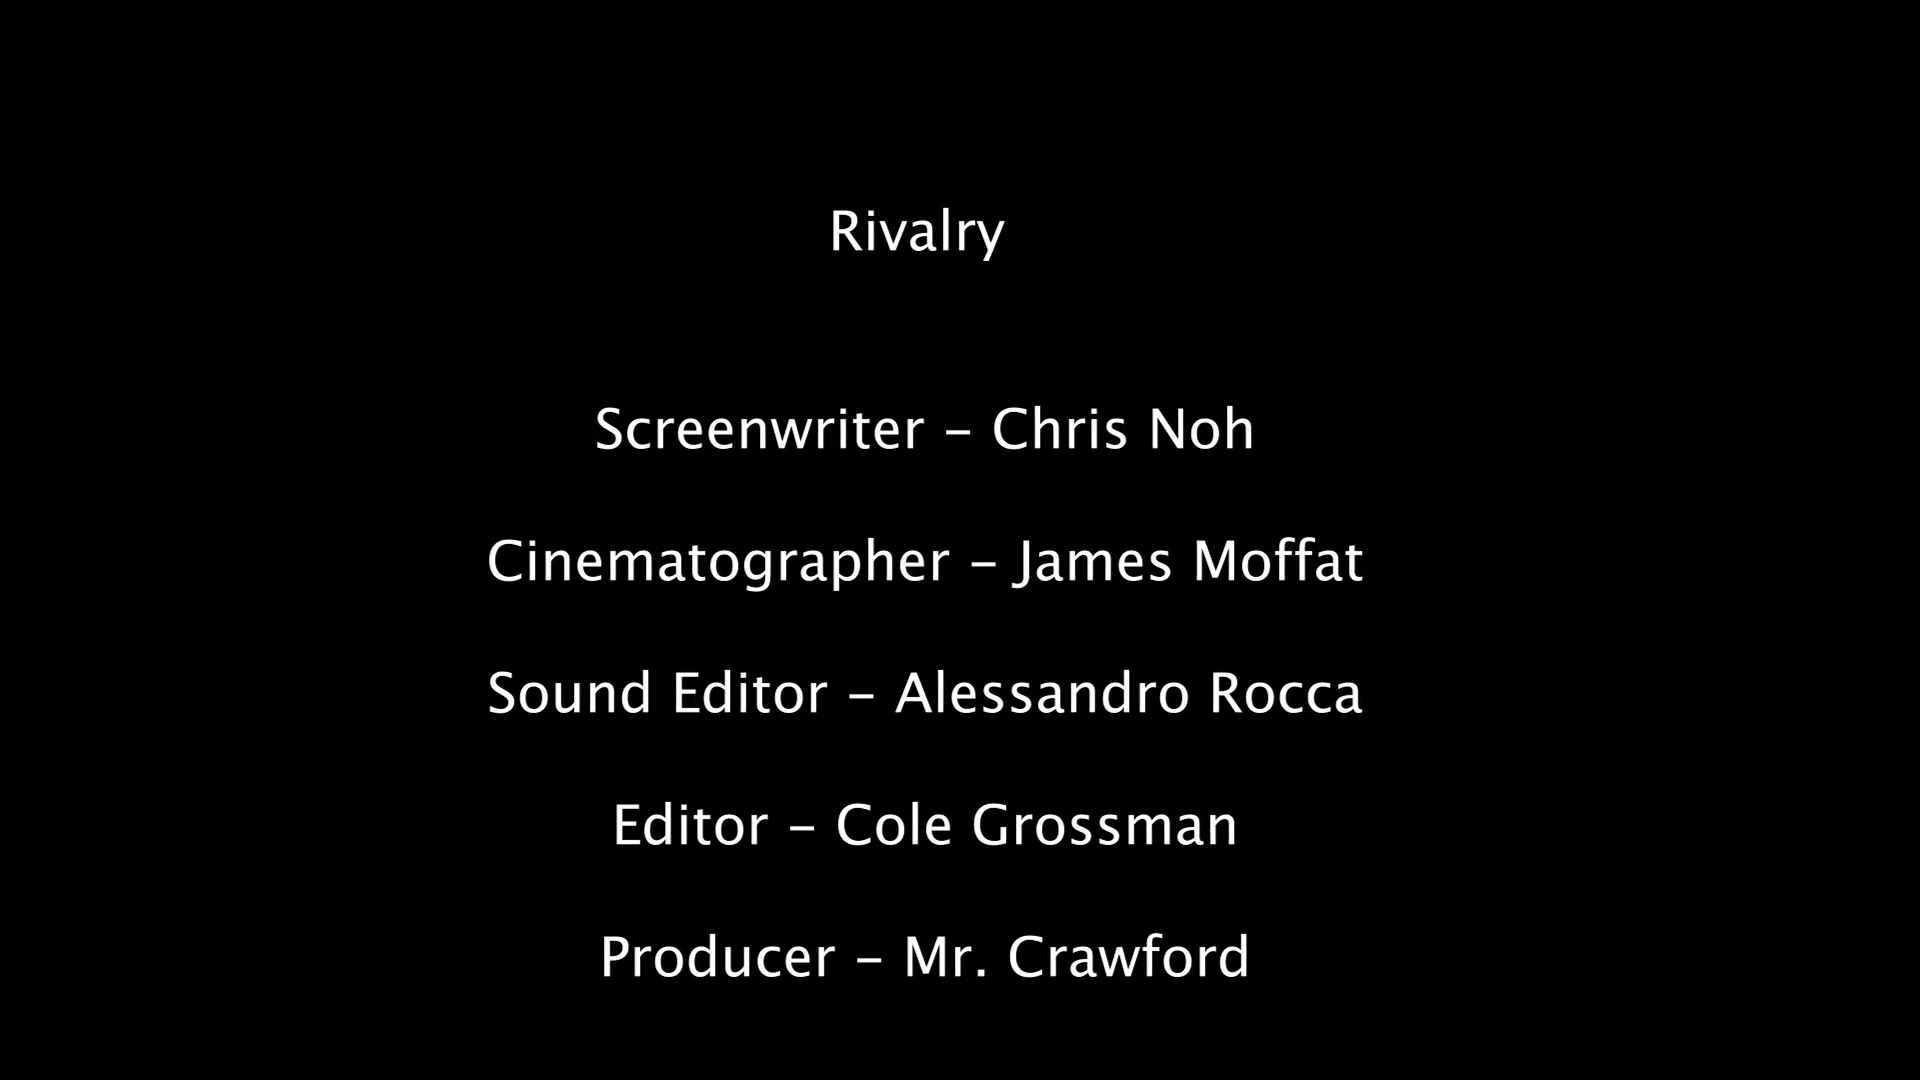 Rivalry
Screenwriter - Chris Noh
Cinematographer - James Moffat
Sound Editor - Alessandro Rocca
Editor - Cole Grossman
Producer - Mr. Crawford